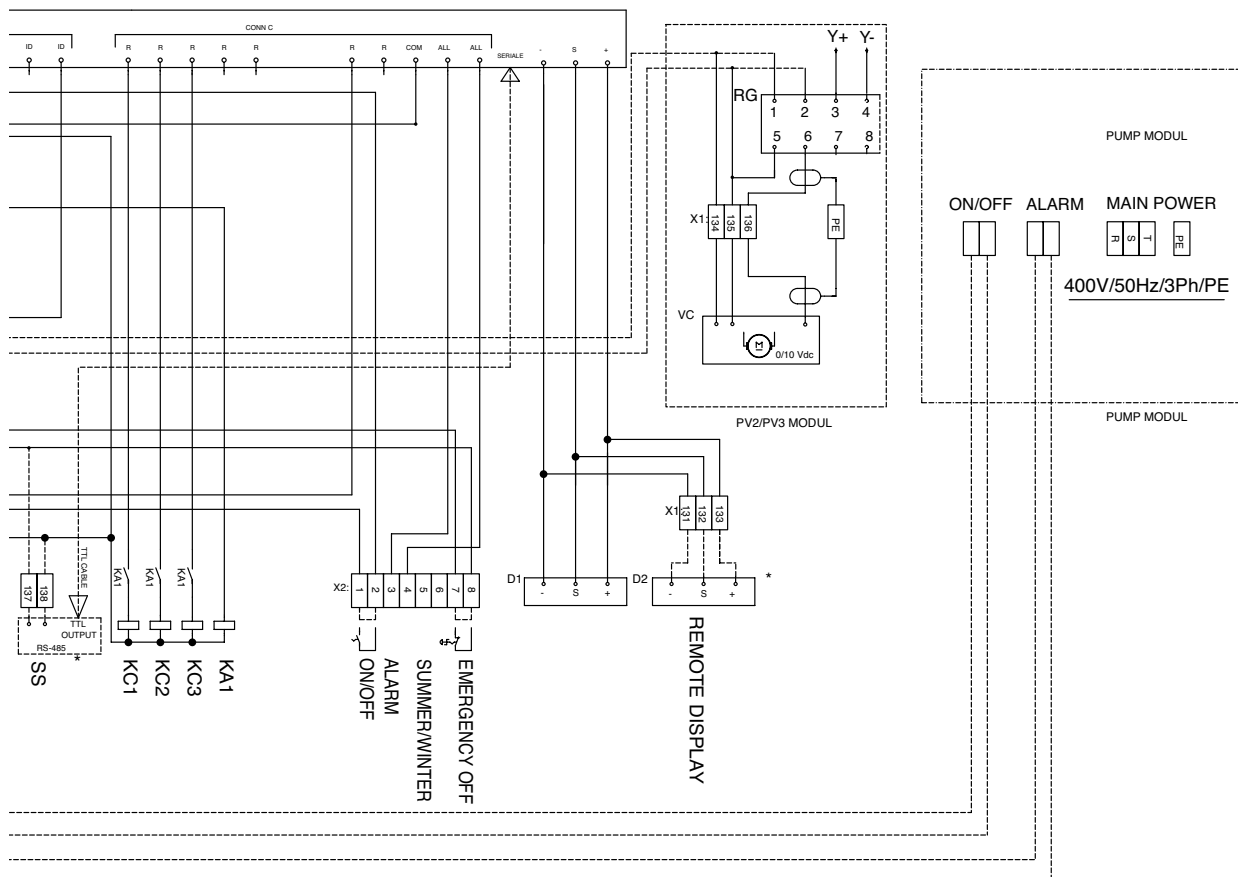 CONN C
ID ID R R R R R R R COM ALL ALL SERIALE - S +
Y+ Y-
RG
1 2 3 4
5 6 7 8
X1: 134 135 136
PE
VC
M
0/10 Vdc
PV2/PV3 MODUL
PUMP MODUL
ON/OFF ALARM MAIN POWER
R S T PE
400V/50Hz/3Ph/PE
PUMP MODUL
X1: 131 132 133
TTL CABLE
137 138
KA1 KA1 KA1
TTL
OUTPUT
RS-485
*
SS
KC1
KC2
KC3
KA1
X2: 1 2 3 4 5 6 7 8
ON/OFF
ALARM
SUMMER/WINTER
EMERGENCY OFF
D1
- S +
D2
- S +
*
REMOTE DISPLAY